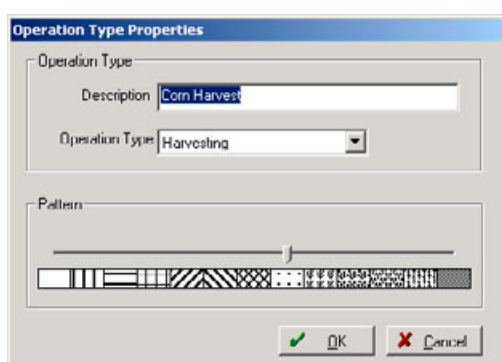 Operation Type Properties
Operation Type
Description Corn Harvest
Operation Type Harvesting
Pattern
OK Cancel